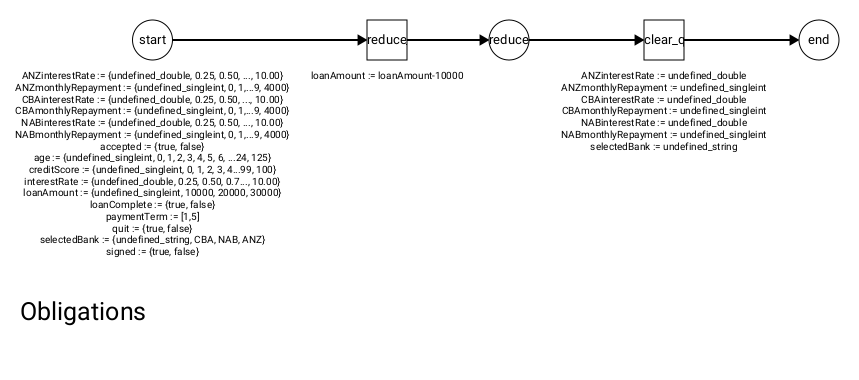 start
reduce
reduce
clear_q
end
ANZinterestRate := {undefined_double, 0.25, 0.50, ..., 10.00}
ANZmonthlyRepayment := {undefined_singleint, 0, 1,...9, 4000}
CBAinterestRate := {undefined_double, 0.25, 0.50, ..., 10.00}
CBAmonthlyRepayment := {undefined_singleint, 0, 1,...9, 4000}
NABinterestRate := {undefined_double, 0.25, 0.50, ..., 10.00}
NABmonthlyRepayment := {undefined_singleint, 0, 1,...9, 4000}
accepted := {true, false}
age := {undefined_singleint, 0, 1, 2, 3, 4, 5, 6, ...24, 125}
creditScore := {undefined_singleint, 0, 1, 2, 3, 4...99, 100}
interestRate := {undefined_double, 0.25, 0.50, 0.7..., 10.00}
loanAmount := {undefined_singleint, 10000, 20000, 30000}
loanComplete := {true, false}
paymentTerm := [1,5]
quit := {true, false}
selectedBank := {undefined_string, CBA, NAB, ANZ}
signed := {true, false}
loanAmount := loanAmount-10000
ANZinterestRate := undefined_double
ANZmonthlyRepayment := undefined_singleint
CBAinterestRate := undefined_double
CBAmonthlyRepayment := undefined_singleint
NABinterestRate := undefined_double
NABmonthlyRepayment := undefined_singleint
selectedBank := undefined_string
Obligations